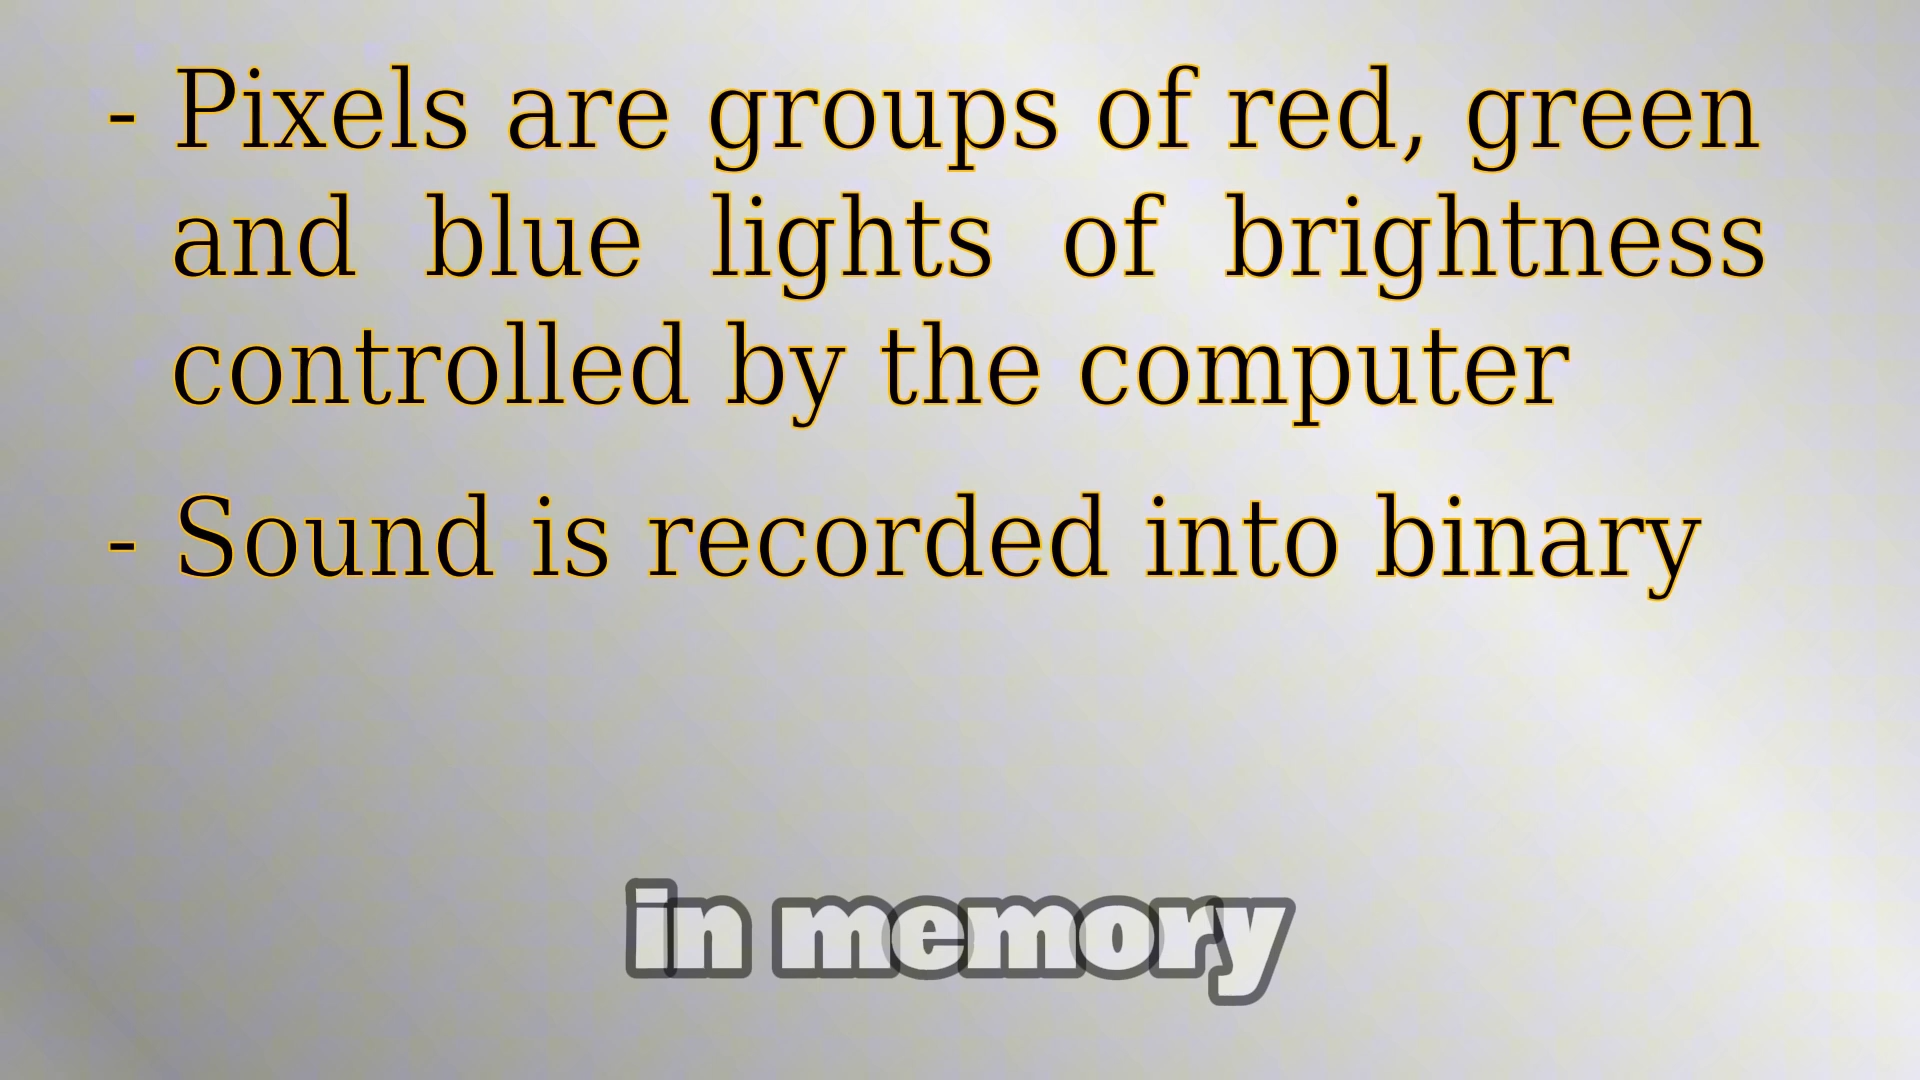 - Pixels are groups of red, green
and blue lights of brightness
controlled by the computer
- Sound is recorded into binary
in memory